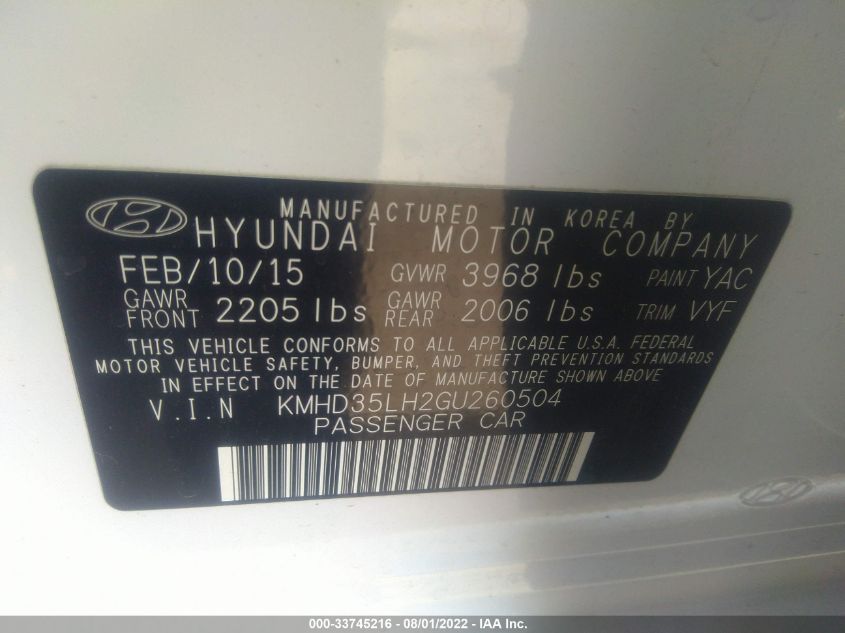 MANUFACTURED IN KOREA BY
HYUNDAI MOTOR COMPANY
FEB/10/15 GVWR 3968 lbs PAINT YAC
GAWR FRONT 2205 lbs GAWR REAR 2006 lbs TRIM VYF
THIS VEHICLE CONFORMS TO ALL APPLICABLE U.S.A. FEDERAL
MOTOR VEHICLE SAFETY, BUMPER, AND THEFT PREVENTION STANDARDS
IN EFFECT ON THE DATE OF MANUFACTURE SHOWN ABOVE
V.I.N KMHD35LH2GU260504
PASSENGER CAR
000-33745216 - 08/01/2022 - IAA Inc.